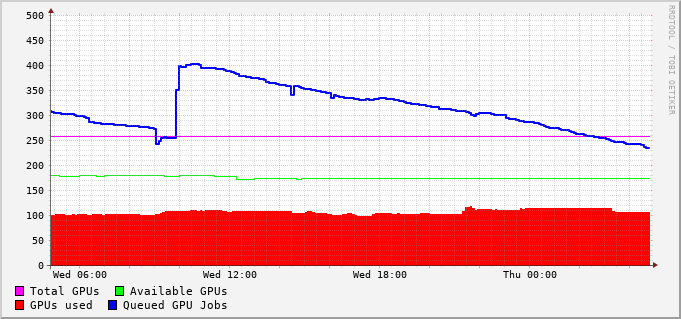 500
450
400
350
300
250
200
150
100
50
0
Wed 06:00 Wed 12:00 Wed 18:00 Thu 00:00
Total GPUs Available GPUs
GPUs used Queued GPU Jobs
RRDTOOL / TOBI OETIKER